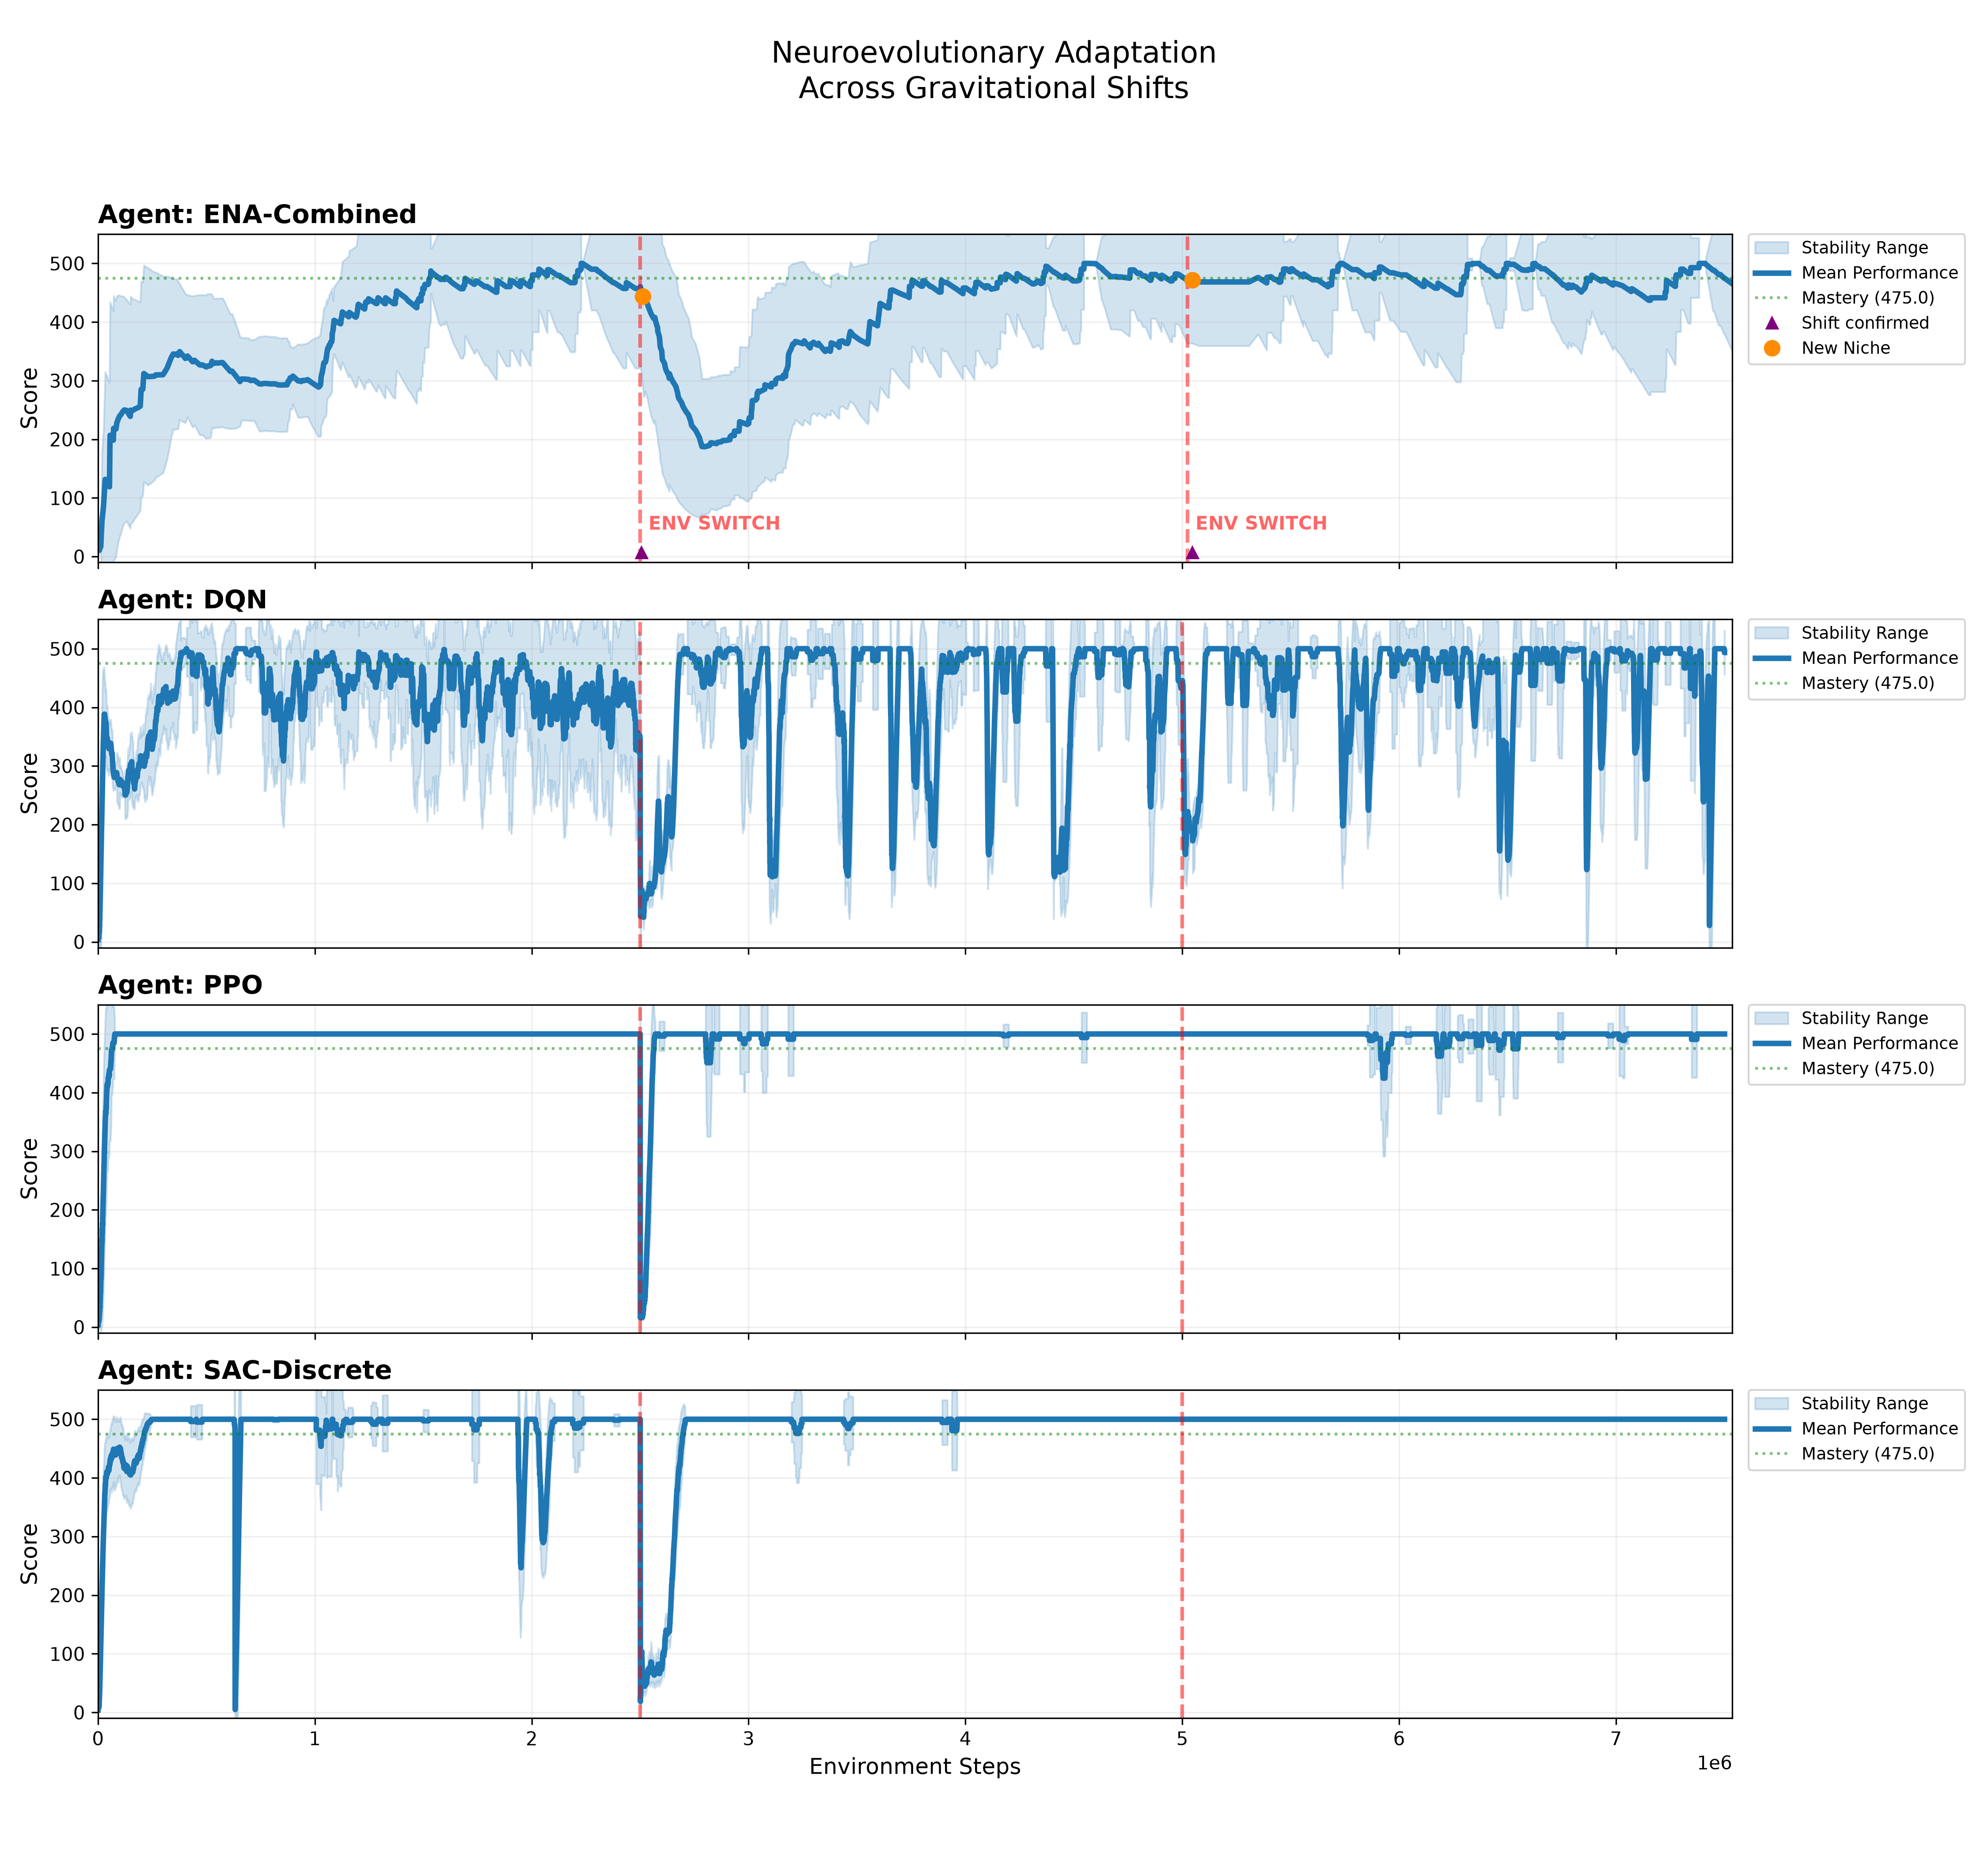 Neuroevolutionary Adaptation
Across Gravitational Shifts
Agent: ENA-Combined
Score
500
400
300
200
100
0
ENV SWITCH
ENV SWITCH
Stability Range
Mean Performance
Mastery (475.0)
Shift confirmed
New Niche
Agent: DQN
Score
500
400
300
200
100
0
Stability Range
Mean Performance
Mastery (475.0)
Agent: PPO
Score
500
400
300
200
100
0
Stability Range
Mean Performance
Mastery (475.0)
Agent: SAC-Discrete
Score
500
400
300
200
100
0
Stability Range
Mean Performance
Mastery (475.0)
0 1 2 3 4 5 6 7
Environment Steps
1e6